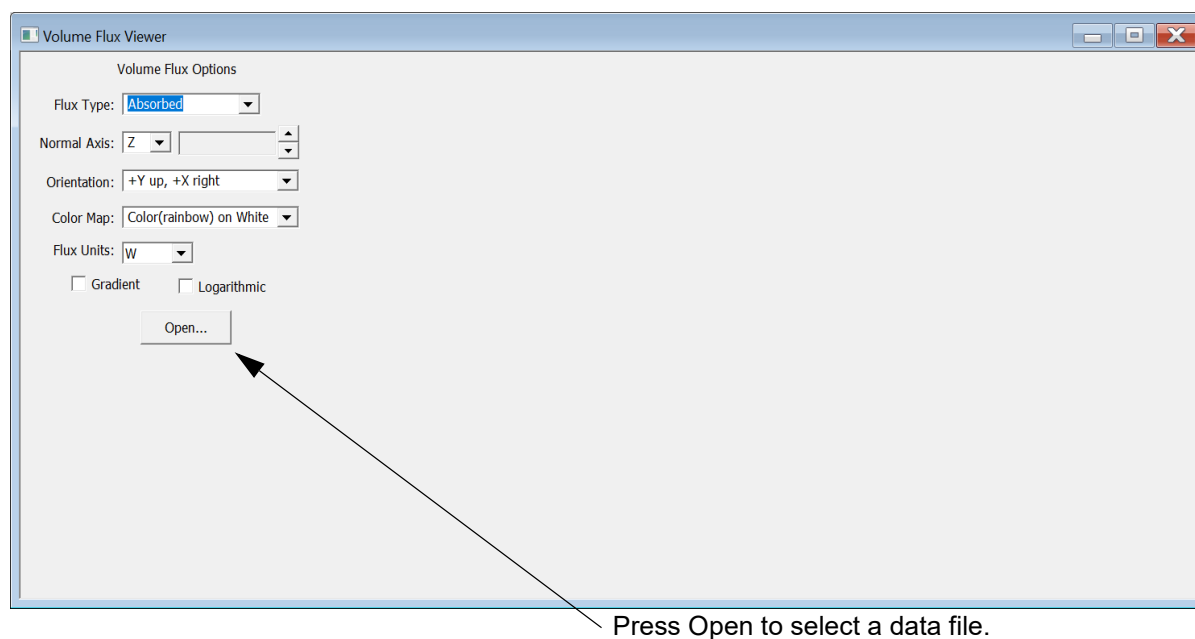 Volume Flux Viewer
Volume Flux Options
Flux Type: Absorbed
Normal Axis: Z
Orientation: +Y up, +X right
Color Map: Color(rainbow) on White
Flux Units: W
Gradient Logarithmic
Open...
Press Open to select a data file.